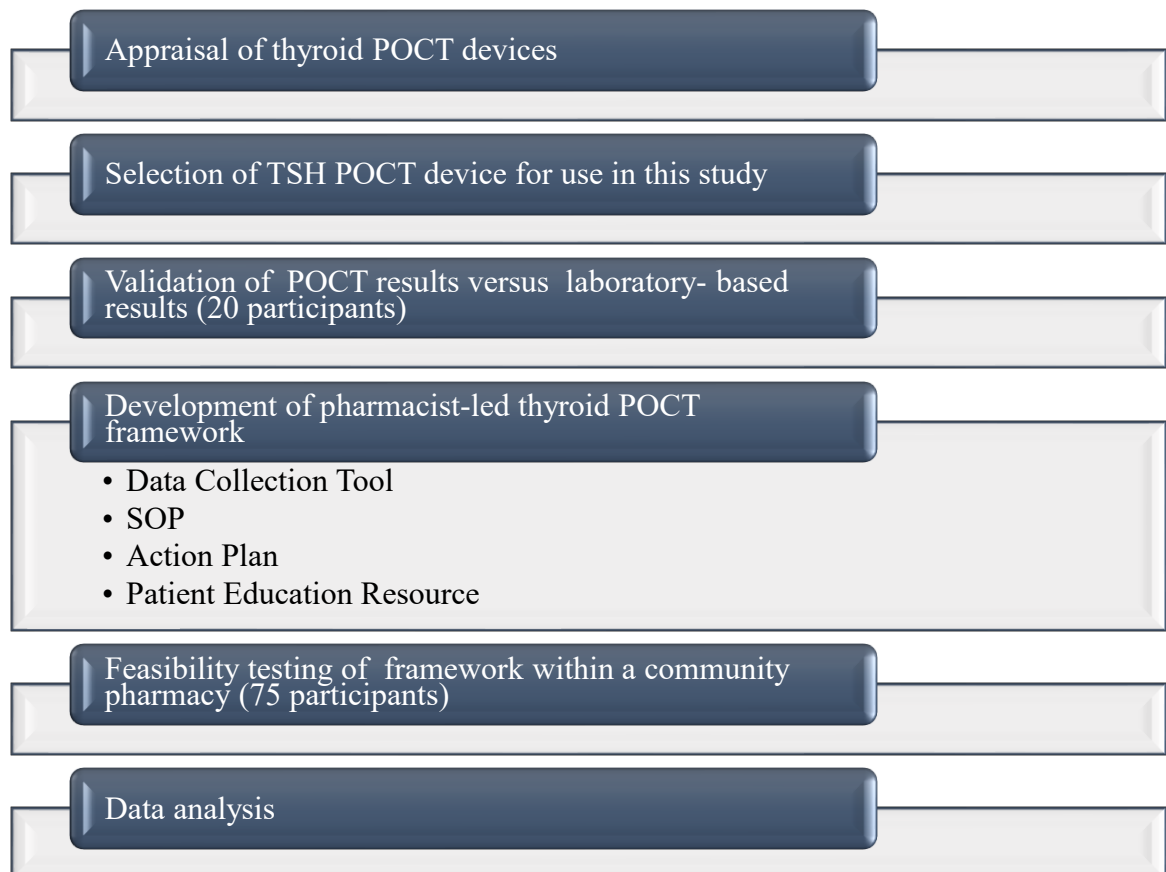 Appraisal of thyroid POCT devices
Selection of TSH POCT device for use in this study
Validation of  POCT results versus  laboratory- based
results (20 participants)
Development of pharmacist-led thyroid POCT
framework
• Data Collection Tool
• SOP
• Action Plan
• Patient Education Resource
Feasibility testing of  framework within a community
pharmacy (75 participants)
Data analysis